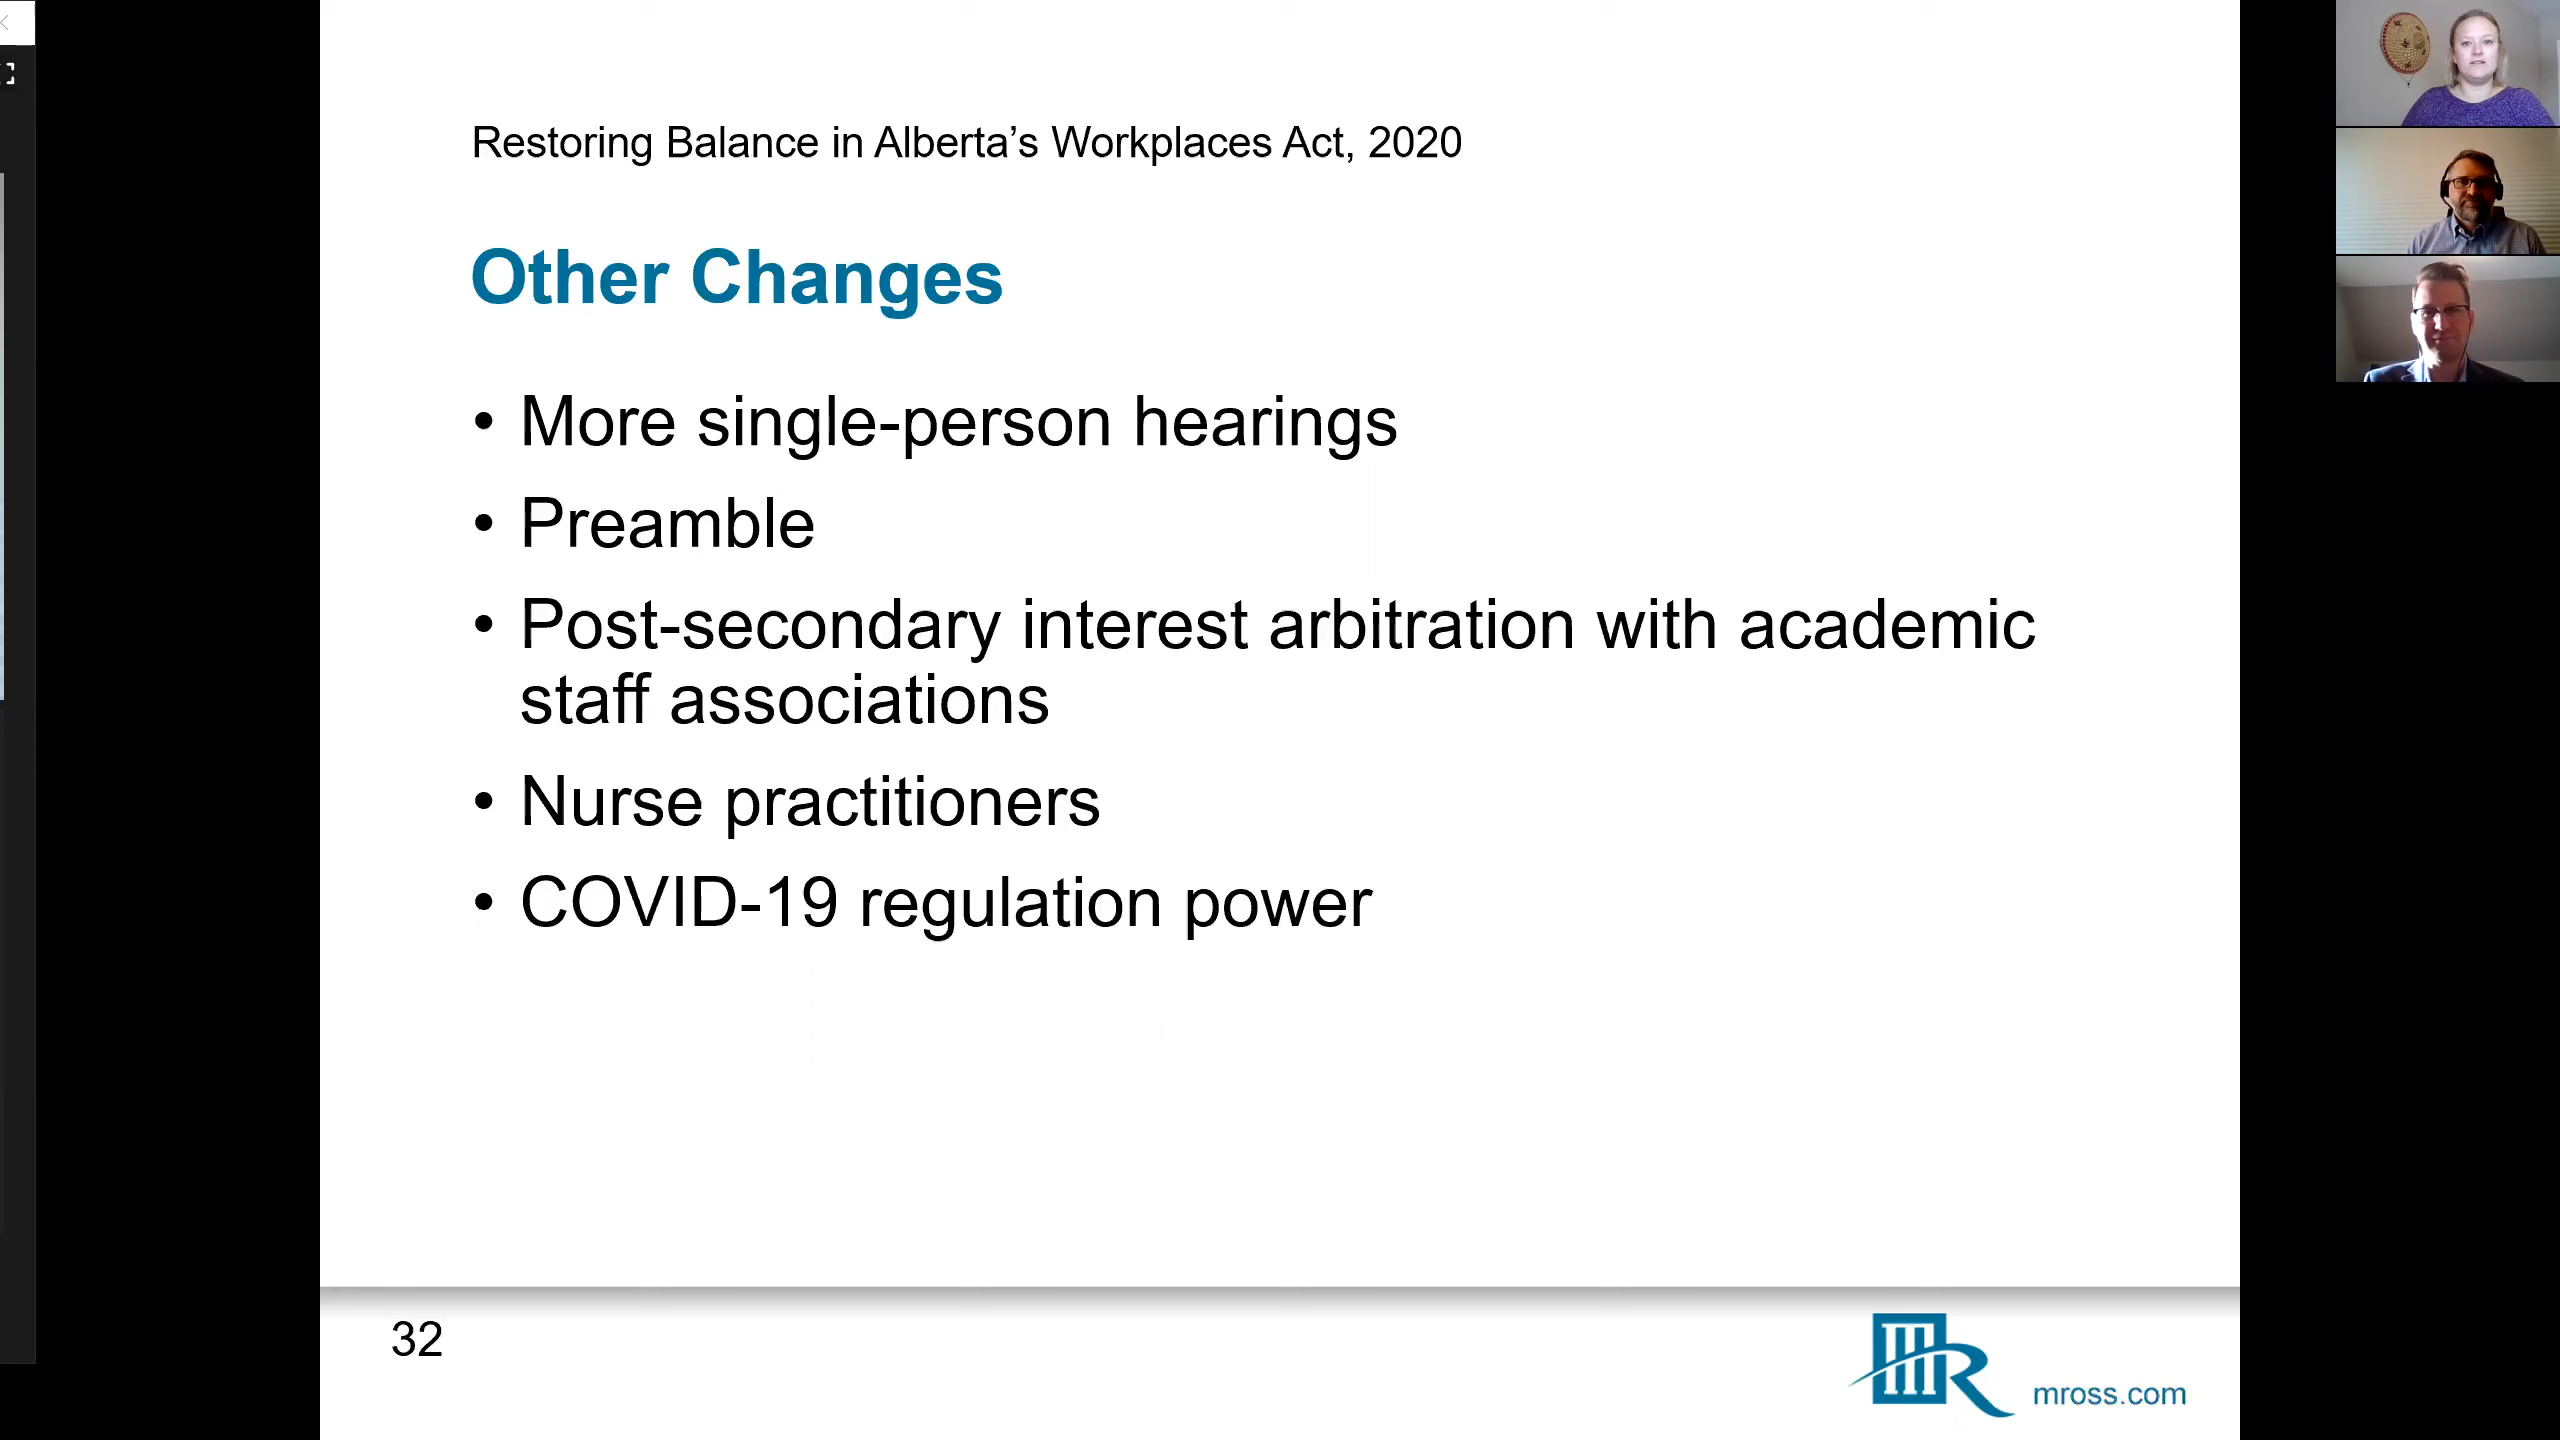 Restoring Balance in Alberta’s Workplaces Act, 2020
Other Changes
• More single-person hearings
• Preamble
• Post-secondary interest arbitration with academic
staff associations
• Nurse practitioners
• COVID-19 regulation power
32
mross.com